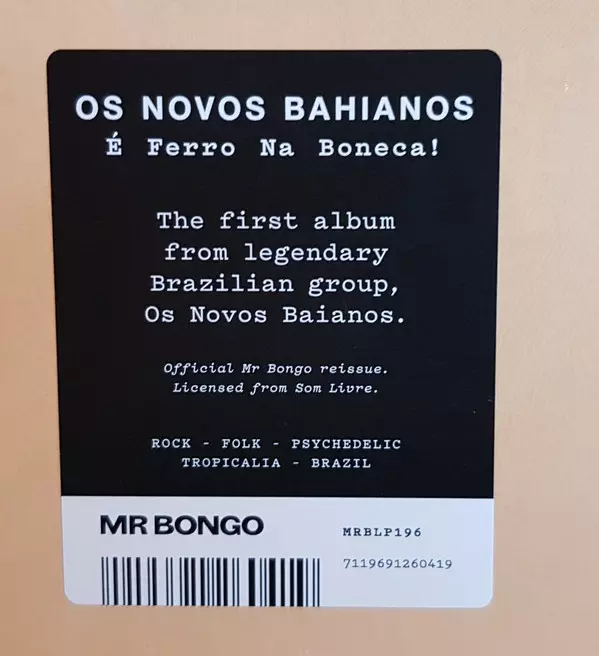 OS NOVOS BAHIANOS
É Ferro Na Boneca!
The first album
from legendary
Brazilian group,
Os Novos Baianos.
Official Mr Bongo reissue.
Licensed from Som Livre.
ROCK - FOLK - PSYCHEDELIC
TROPICALIA - BRAZIL
MR BONGO
MRBLP196
7119691260419